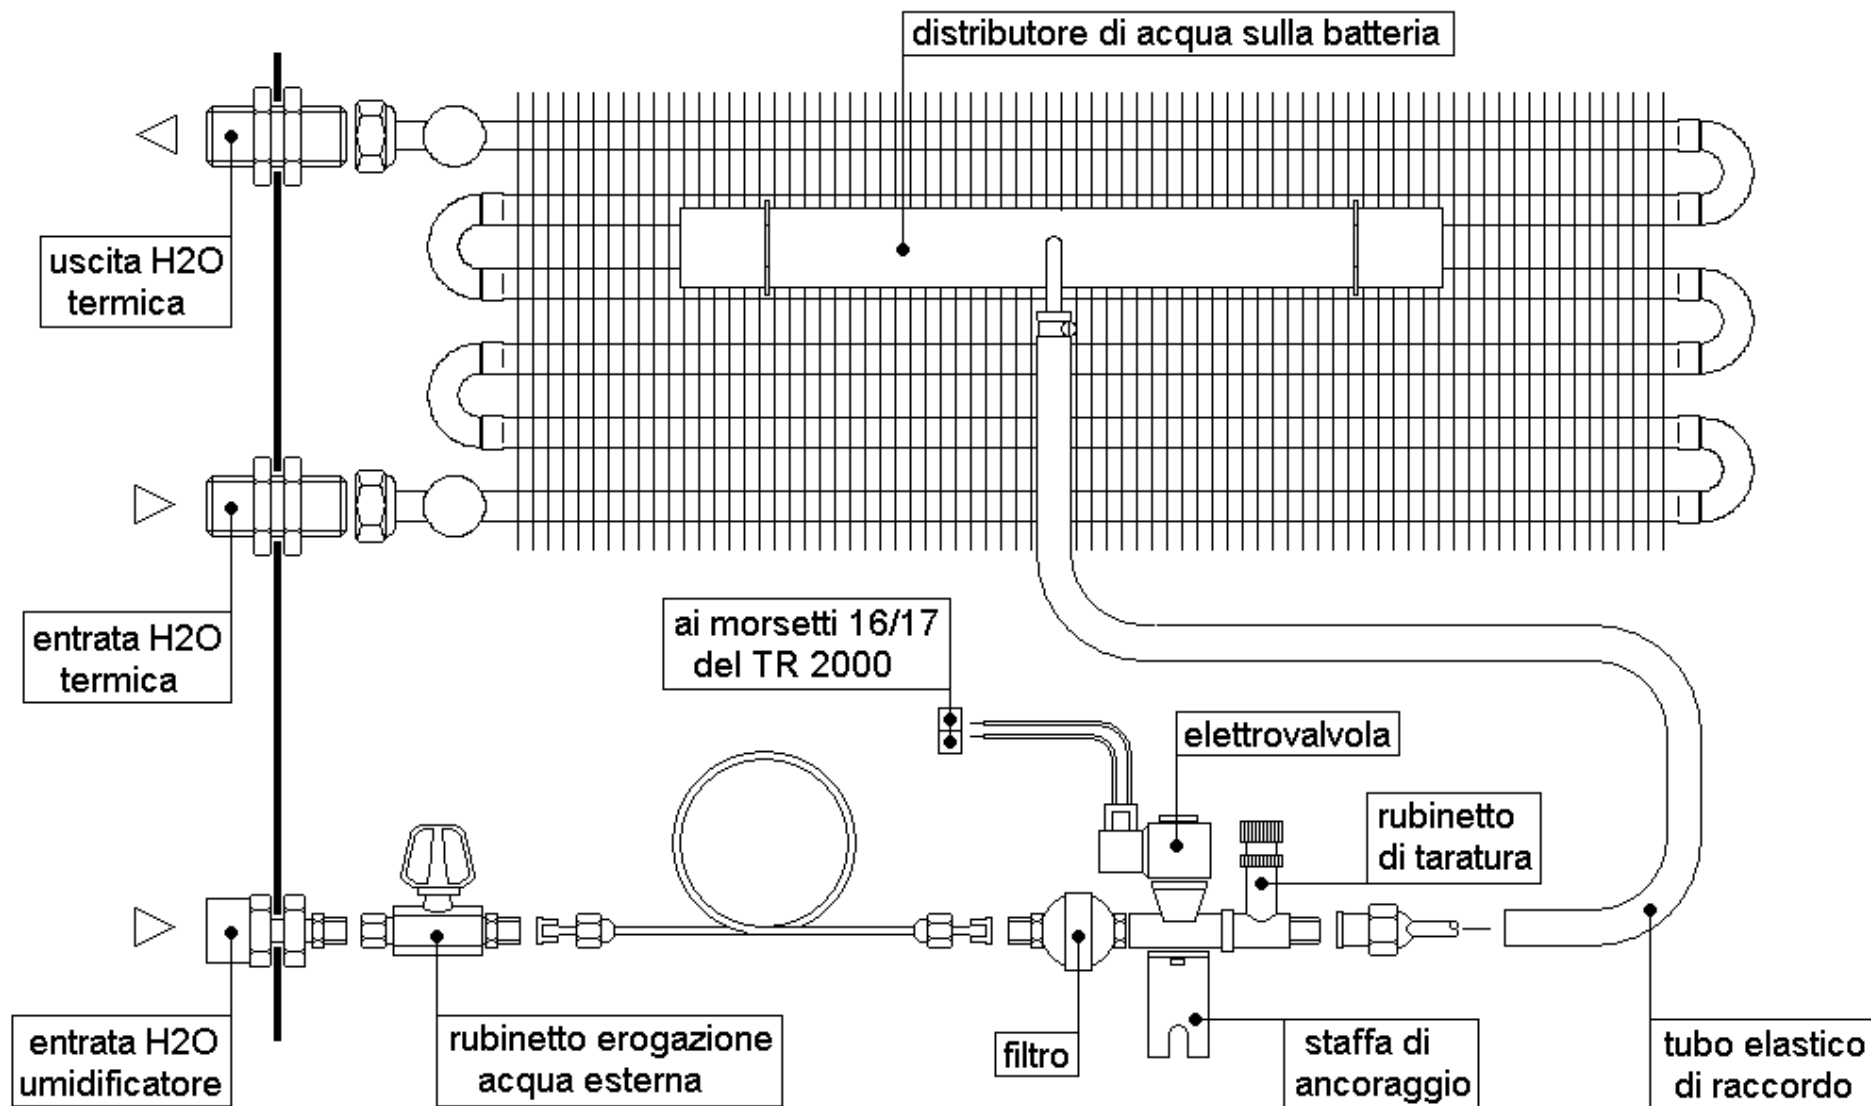 distributore di acqua sulla batteria
uscita H2O
termica
entrata H2O
termica
ai morsetti 16/17
del TR 2000
elettrovalvola
rubinetto
di taratura
entrata H2O
umidificatore
rubinetto erogazione
acqua esterna
filtro
staffa di
ancoraggio
tubo elastico
di raccordo